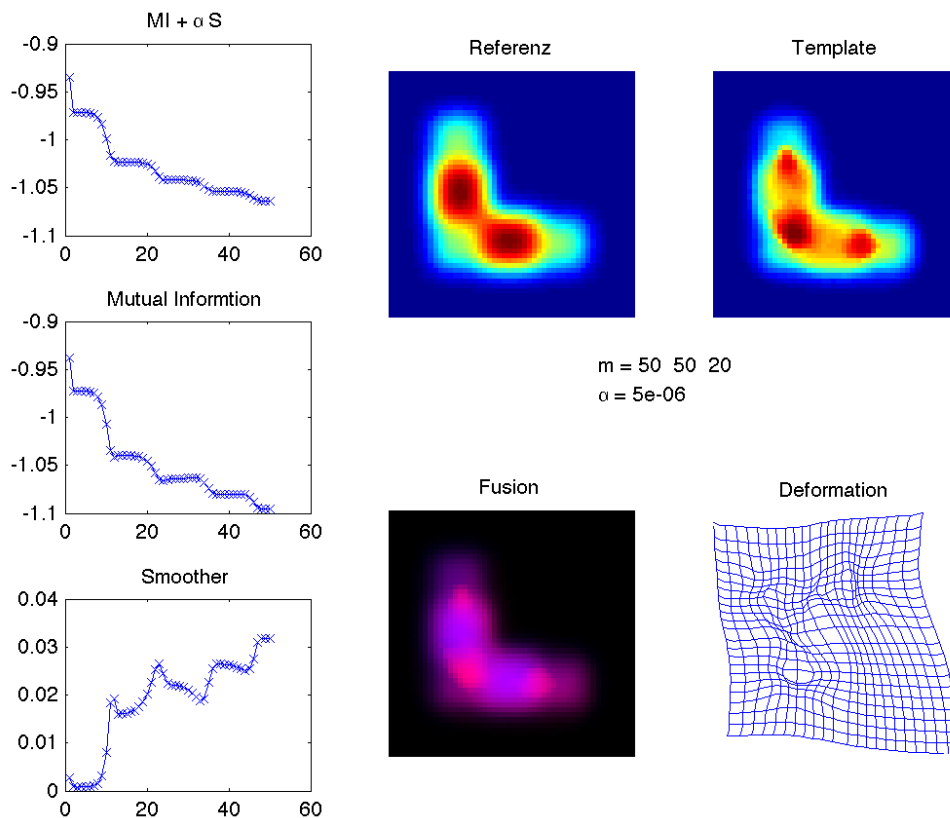 MI + α S
-0.9
-0.95
-1
-1.05
-1.1
0 20 40 60
Referenz
Template
Mutual Informtion
-0.9
-0.95
-1
-1.05
-1.1
0 20 40 60
m = 50 50 20
α = 5e-06
Smoother
0.04
0.03
0.02
0.01
0
0 20 40 60
Fusion
Deformation